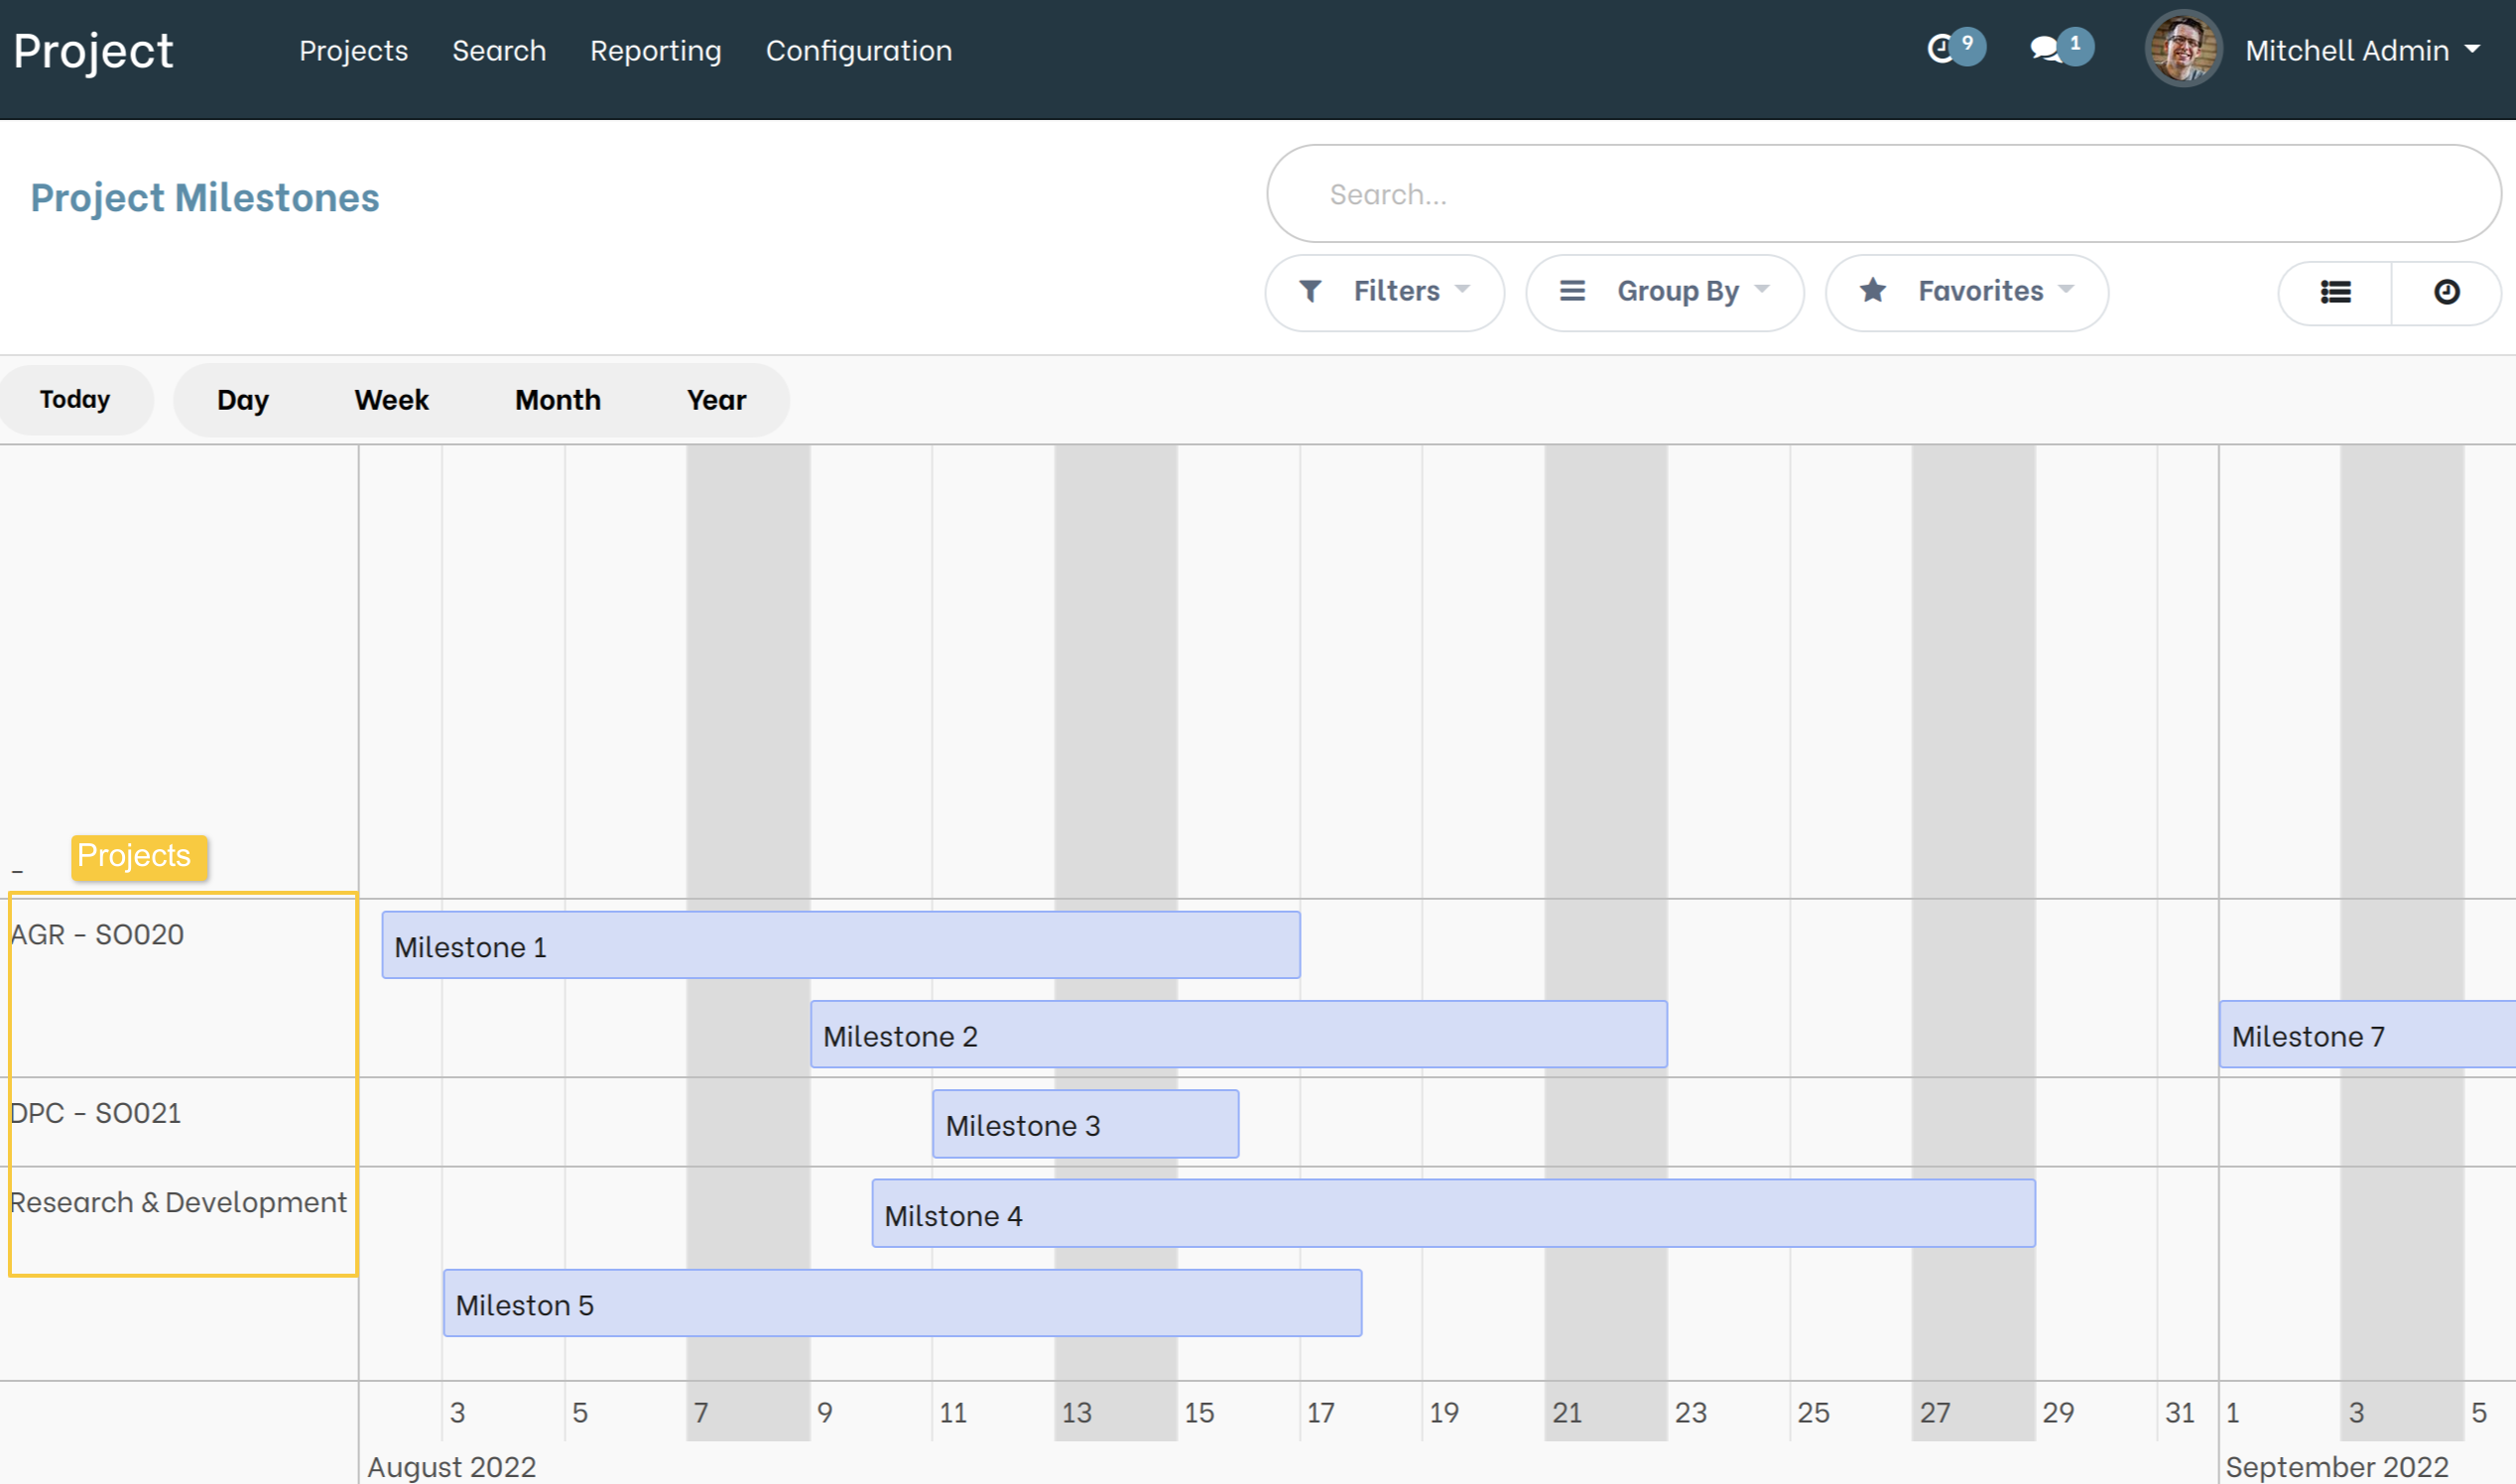 Project Projects Search Reporting Configuration 9 1 Mitchell Admin
Project Milestones
Search...
Filters Group By Favorites
Today Day Week Month Year
– Projects
AGR - SO020
Milestone 1
Milestone 2 Milestone 7
DPC - SO021
Milestone 3
Research & Development
Milstone 4
Mileston 5
3 5 7 9 11 13 15 17 19 21 23 25 27 29 31 1 3 5
August 2022 September 2022